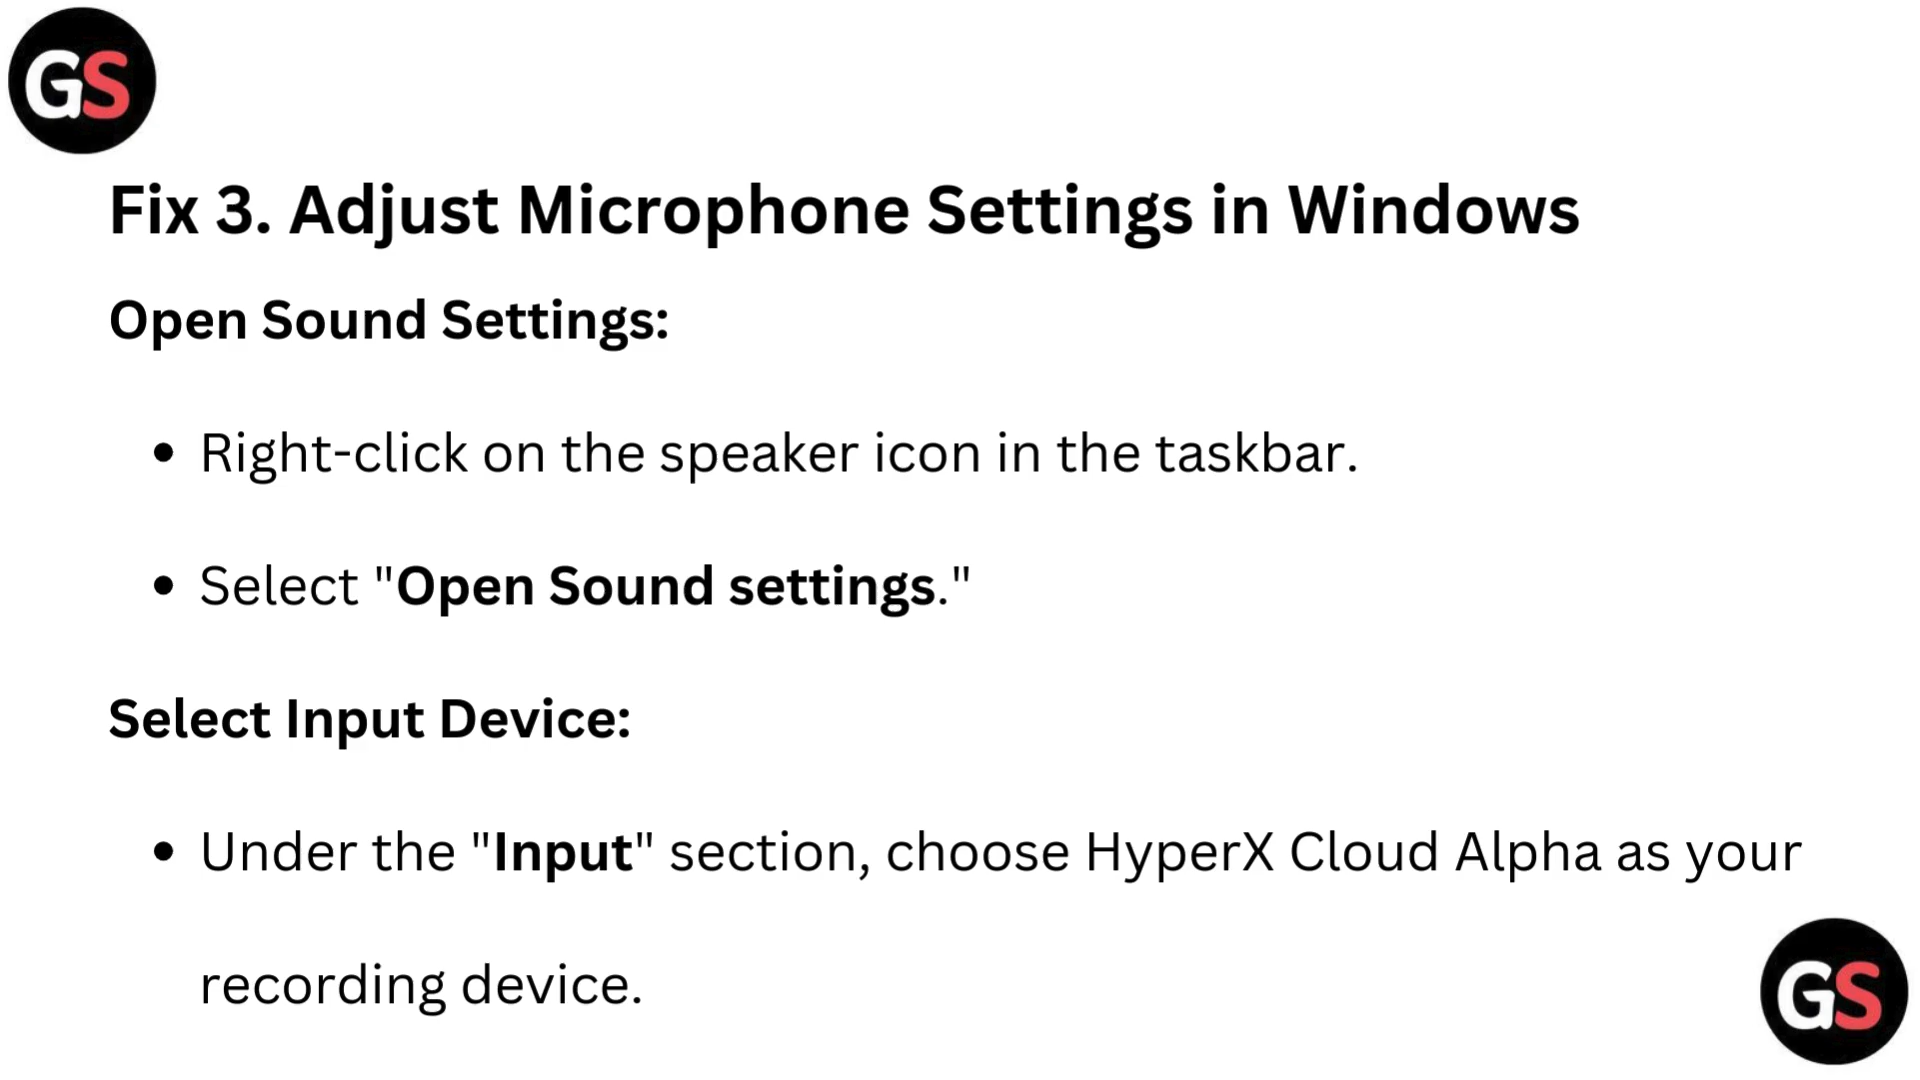 GS
Fix 3. Adjust Microphone Settings in Windows
Open Sound Settings:
• Right-click on the speaker icon in the taskbar.
• Select "Open Sound settings."
Select Input Device:
• Under the "Input" section, choose HyperX Cloud Alpha as your
recording device.
GS